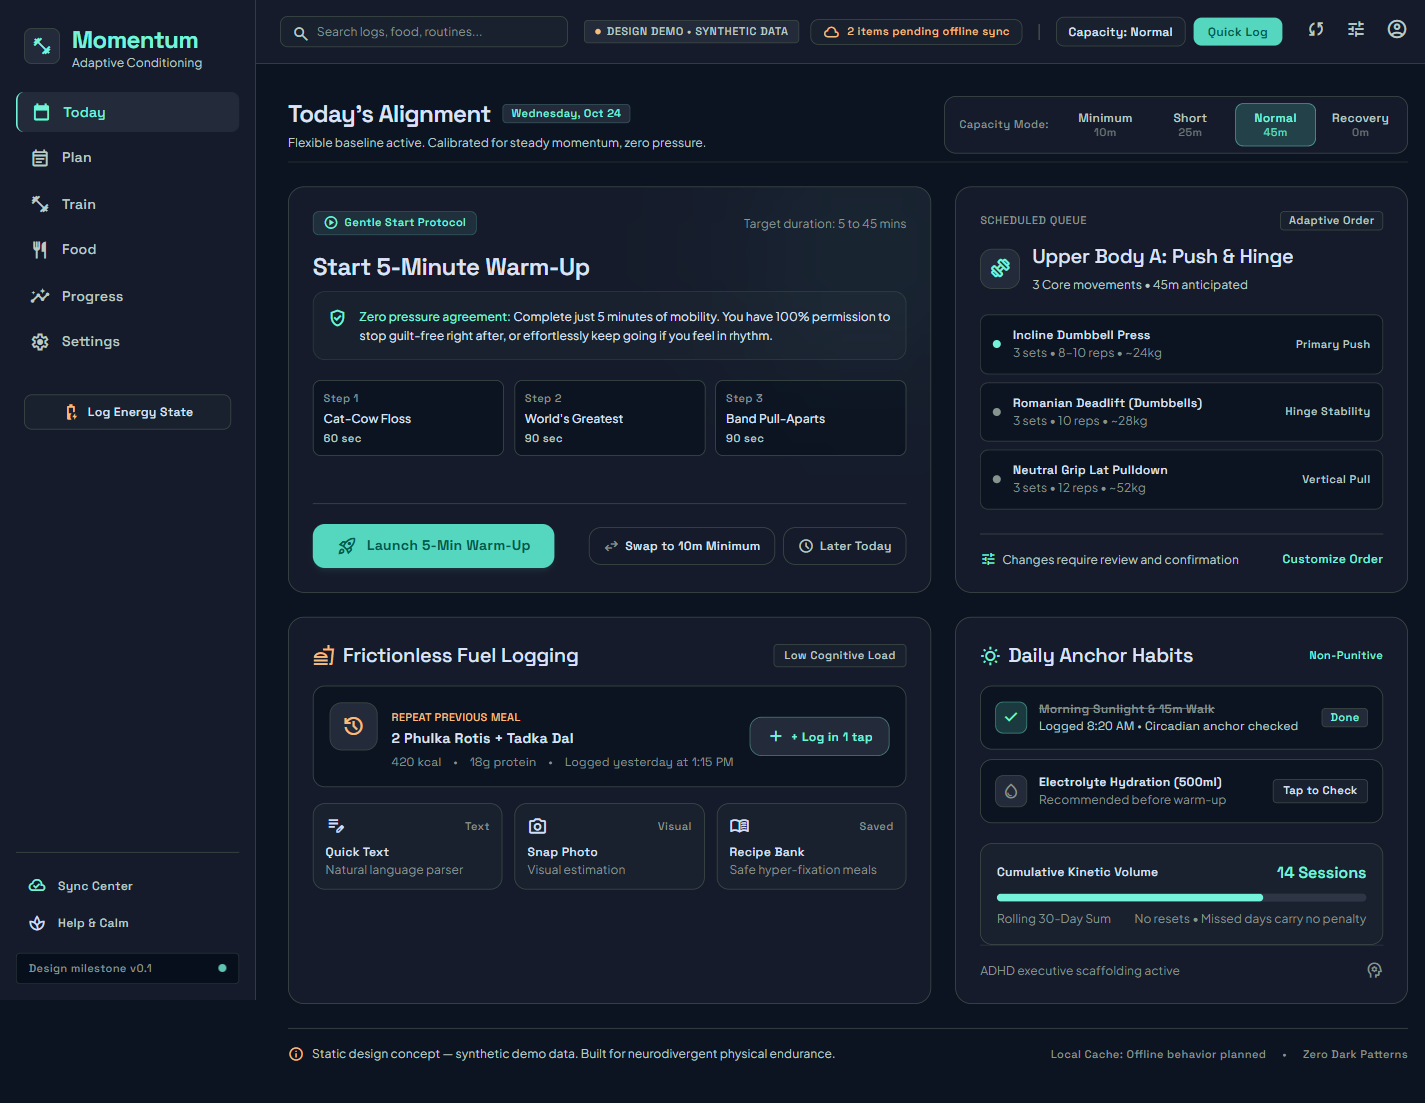 Momentum
Adaptive Conditioning
Today
Plan
Train
Food
Progress
Settings
Log Energy State
Sync Center
Help & Calm
Design milestone v0.1
Search logs, food, routines...
DESIGN DEMO • SYNTHETIC DATA
2 items pending offline sync
Capacity: Normal
Quick Log
Today's Alignment
Wednesday, Oct 24
Flexible baseline active. Calibrated for steady momentum, zero pressure.
Capacity Mode:
Minimum
10m
Short
25m
Normal
45m
Recovery
0m
Gentle Start Protocol
Target duration: 5 to 45 mins
Start 5-Minute Warm-Up
Zero pressure agreement: Complete just 5 minutes of mobility. You have 100% permission to
stop guilt-free right after, or effortlessly keep going if you feel in rhythm.
Step 1
Cat-Cow Floss
60 sec
Step 2
World's Greatest
90 sec
Step 3
Band Pull-Aparts
90 sec
Launch 5-Min Warm-Up
Swap to 10m Minimum
Later Today
SCHEDULED QUEUE
Adaptive Order
Upper Body A: Push & Hinge
3 Core movements • 45m anticipated
Incline Dumbbell Press
3 sets • 8–10 reps • ~24kg
Primary Push
Romanian Deadlift (Dumbbells)
3 sets • 10 reps • ~28kg
Hinge Stability
Neutral Grip Lat Pulldown
3 sets • 12 reps • ~52kg
Vertical Pull
Changes require review and confirmation
Customize Order
Frictionless Fuel Logging
Low Cognitive Load
REPEAT PREVIOUS MEAL
2 Phulka Rotis + Tadka Dal
420 kcal • 18g protein • Logged yesterday at 1:15 PM
+ Log in 1 tap
Text
Quick Text
Natural language parser
Visual
Snap Photo
Visual estimation
Saved
Recipe Bank
Safe hyper-fixation meals
Daily Anchor Habits
Non-Punitive
Morning Sunlight & 15m Walk
Logged 8:20 AM • Circadian anchor checked
Done
Electrolyte Hydration (500ml)
Recommended before warm-up
Tap to Check
Cumulative Kinetic Volume
14 Sessions
Rolling 30-Day Sum
No resets • Missed days carry no penalty
ADHD executive scaffolding active
Static design concept — synthetic demo data. Built for neurodivergent physical endurance.
Local Cache: Offline behavior planned • Zero Dark Patterns